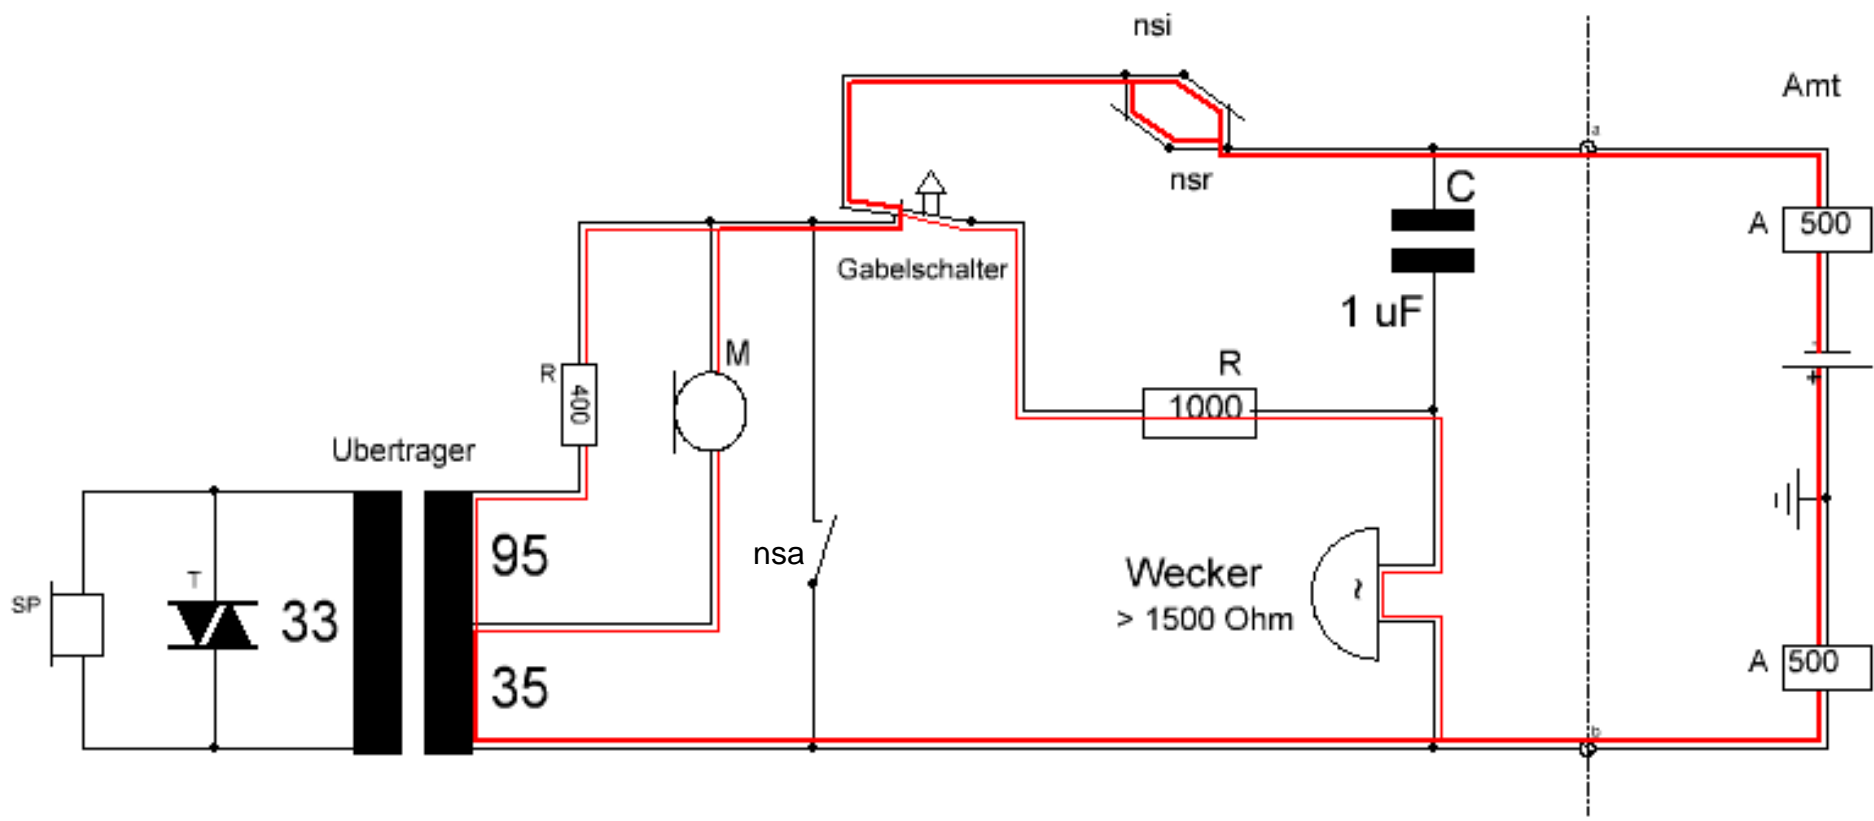 nsi
Amt
a
nsr
C
A
500
Gabelschalter
1 uF
-
+
M
R
R
400
1000
Ubertrager
95
nsa
T
33
SP
Wecker
~
> 1500 Ohm
35
A
500
b